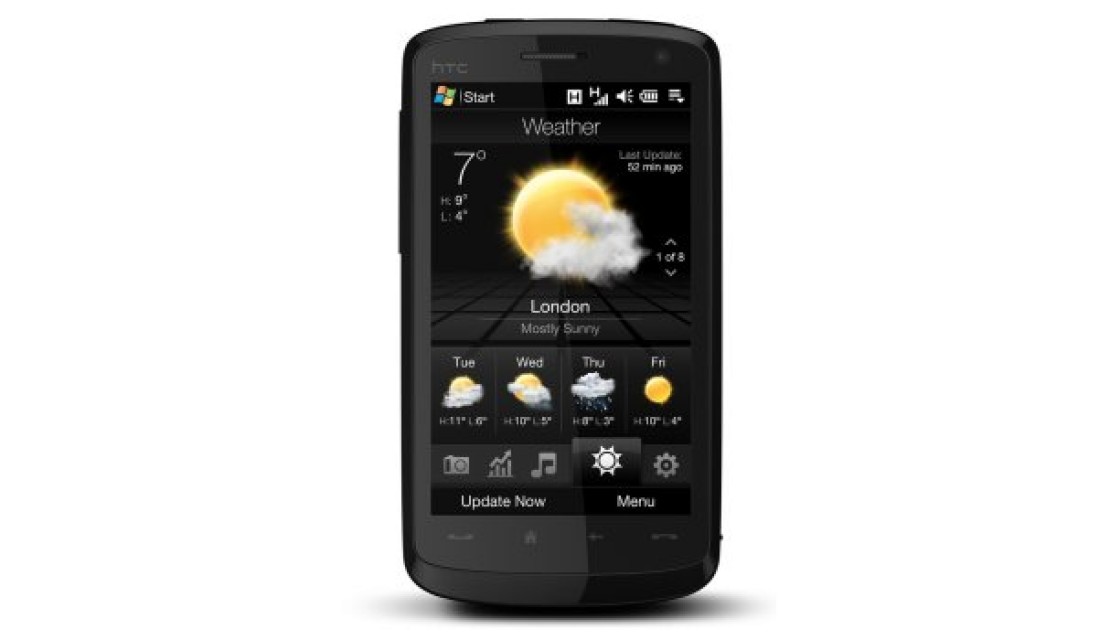 hTC
Start
H
Weather
7°
Last Update:
52 min ago
H: 9°
L: 4°
1 of 8
London
Mostly Sunny
Tue Wed Thu Fri
H:11° L:6° H:10° L:5° H:8° L:3° H:10° L:4°
Update Now Menu